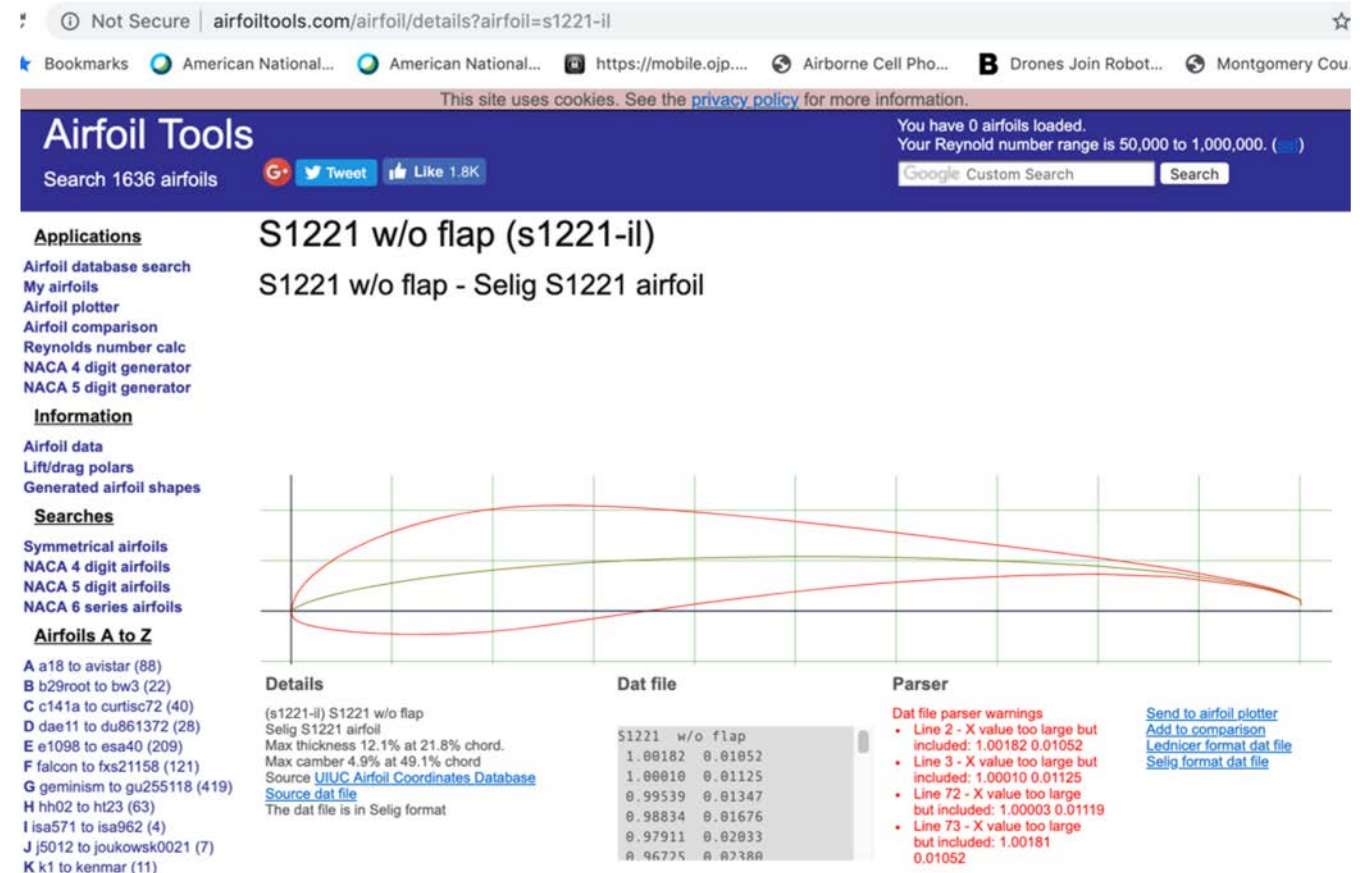 Not Secure | airfoiltools.com/airfoil/details?airfoil=s1221-il
Bookmarks American National... American National... https://mobile.ojp.... Airborne Cell Pho... B Drones Join Robot... Montgomery Cou.
This site uses cookies. See the privacy policy for more information.
Airfoil Tools
Search 1636 airfoils
G+ Tweet Like 1.8K
You have 0 airfoils loaded.
Your Reynold number range is 50,000 to 1,000,000. ( )
Google Custom Search Search
Applications
Airfoil database search
My airfoils
Airfoil plotter
Airfoil comparison
Reynolds number calc
NACA 4 digit generator
NACA 5 digit generator
Information
Airfoil data
Lift/drag polars
Generated airfoil shapes
Searches
Symmetrical airfoils
NACA 4 digit airfoils
NACA 5 digit airfoils
NACA 6 series airfoils
Airfoils A to Z
A a18 to avistar (88)
B b29root to bw3 (22)
C c141a to curtisc72 (40)
D dae11 to du861372 (28)
E e1098 to esa40 (209)
F falcon to fxs21158 (121)
G geminism to gu255118 (419)
H hh02 to ht23 (63)
I isa571 to isa962 (4)
J j5012 to joukowsk0021 (7)
K k1 to kenmar (11)
S1221 w/o flap (s1221-il)
S1221 w/o flap - Selig S1221 airfoil
Details
(s1221-il) S1221 w/o flap
Selig S1221 airfoil
Max thickness 12.1% at 21.8% chord.
Max camber 4.9% at 49.1% chord
Source UIUC Airfoil Coordinates Database
Source dat file
The dat file is in Selig format
Dat file
S1221 w/o flap
1.00182 0.01052
1.00010 0.01125
0.99539 0.01347
0.98834 0.01676
0.97911 0.02033
0.96725 0.02380
Parser
Dat file parser warnings
• Line 2 - X value too large but
included: 1.00182 0.01052
• Line 3 - X value too large but
included: 1.00010 0.01125
• Line 72 - X value too large
but included: 1.00003 0.01119
• Line 73 - X value too large
but included: 1.00181
0.01052
Send to airfoil plotter
Add to comparison
Lednicer format dat file
Selig format dat file